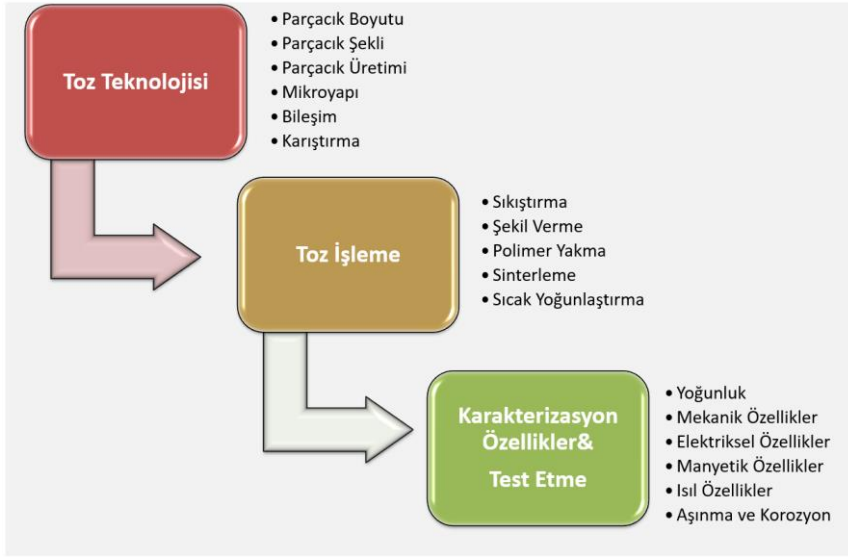 Toz Teknolojisi
• Parçacık Boyutu
• Parçacık Şekli
• Parçacık Üretimi
• Mikroyapı
• Bileşim
• Karıştırma
Toz İşleme
• Sıkıştırma
• Şekil Verme
• Polimer Yakma
• Sinterleme
• Sıcak Yoğunlaştırma
Karakterizasyon
Özellikler&
Test Etme
• Yoğunluk
• Mekanik Özellikler
• Elektriksel Özellikler
• Manyetik Özellikler
• Isıl Özellikler
• Aşınma ve Korozyon